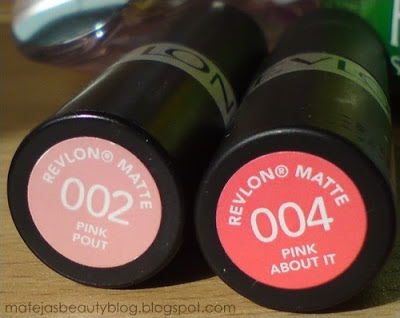 REVLON® MATTE
002
PINK
POUT
REVLON® MATTE
004
PINK
ABOUT IT
matejasbeautyblog.blogspot.com